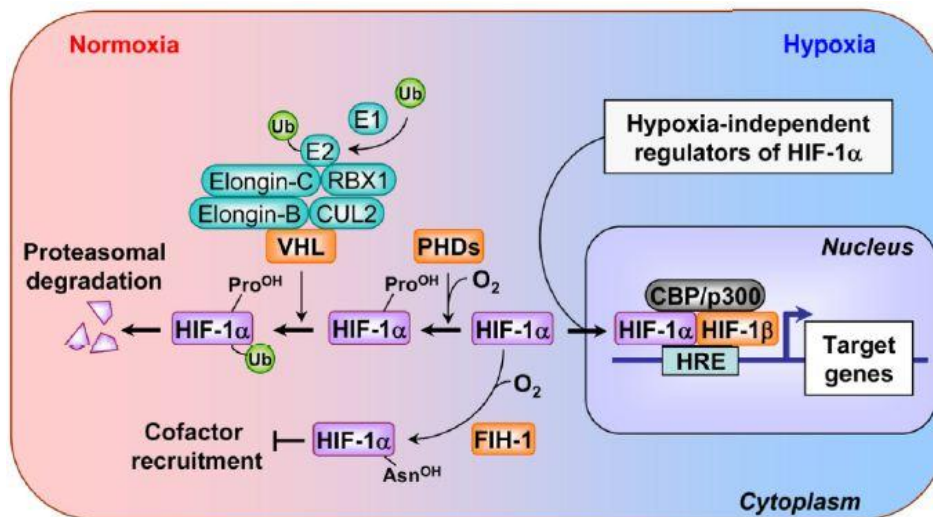 Normoxia
Hypoxia
Ub
E1
Ub
E2
Elongin-C
RBX1
Elongin-B
CUL2
VHL
PHDs
Hypoxia-independent
regulators of HIF-1α
Proteasomal
degradation
Pro^OH
Pro^OH
O₂
HIF-1α
Ub
HIF-1α
HIF-1α
Nucleus
CBP/p300
HIF-1α
HIF-1β
HRE
Target
genes
O₂
Cofactor
recruitment
HIF-1α
Asn^OH
FIH-1
Cytoplasm